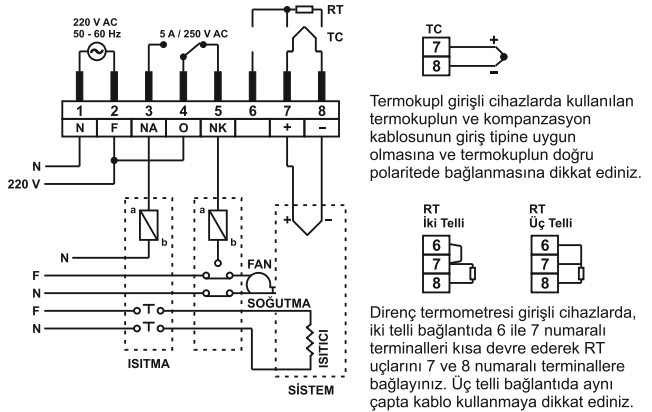 220 V AC
50 - 60 Hz
5 A / 250 V AC
RT
TC
1 2 3 4 5 6 7 8
N F NA O NK + –
N
220 V
a
b
a
b
+ –
N
F
N
F
N
FAN
SOĞUTMA
ISITICI
ISITMA
SİSTEM
TC
7 +
8 –
Termokupl girişli cihazlarda kullanılan
termokuplun ve kompanzasyon
kablosunun giriş tipine uygun
olmasına ve termokuplun doğru
polaritede bağlanmasına dikkat ediniz.
RT
İki Telli
6
7
8
RT
Üç Telli
6
7
8
Direnç termometresi girişli cihazlarda,
iki telli bağlantıda 6 ile 7 numaralı
terminalleri kısa devre ederek RT
uçlarını 7 ve 8 numaralı terminallere
bağlayınız. Üç telli bağlantıda aynı
çapta kablo kullanmaya dikkat ediniz.